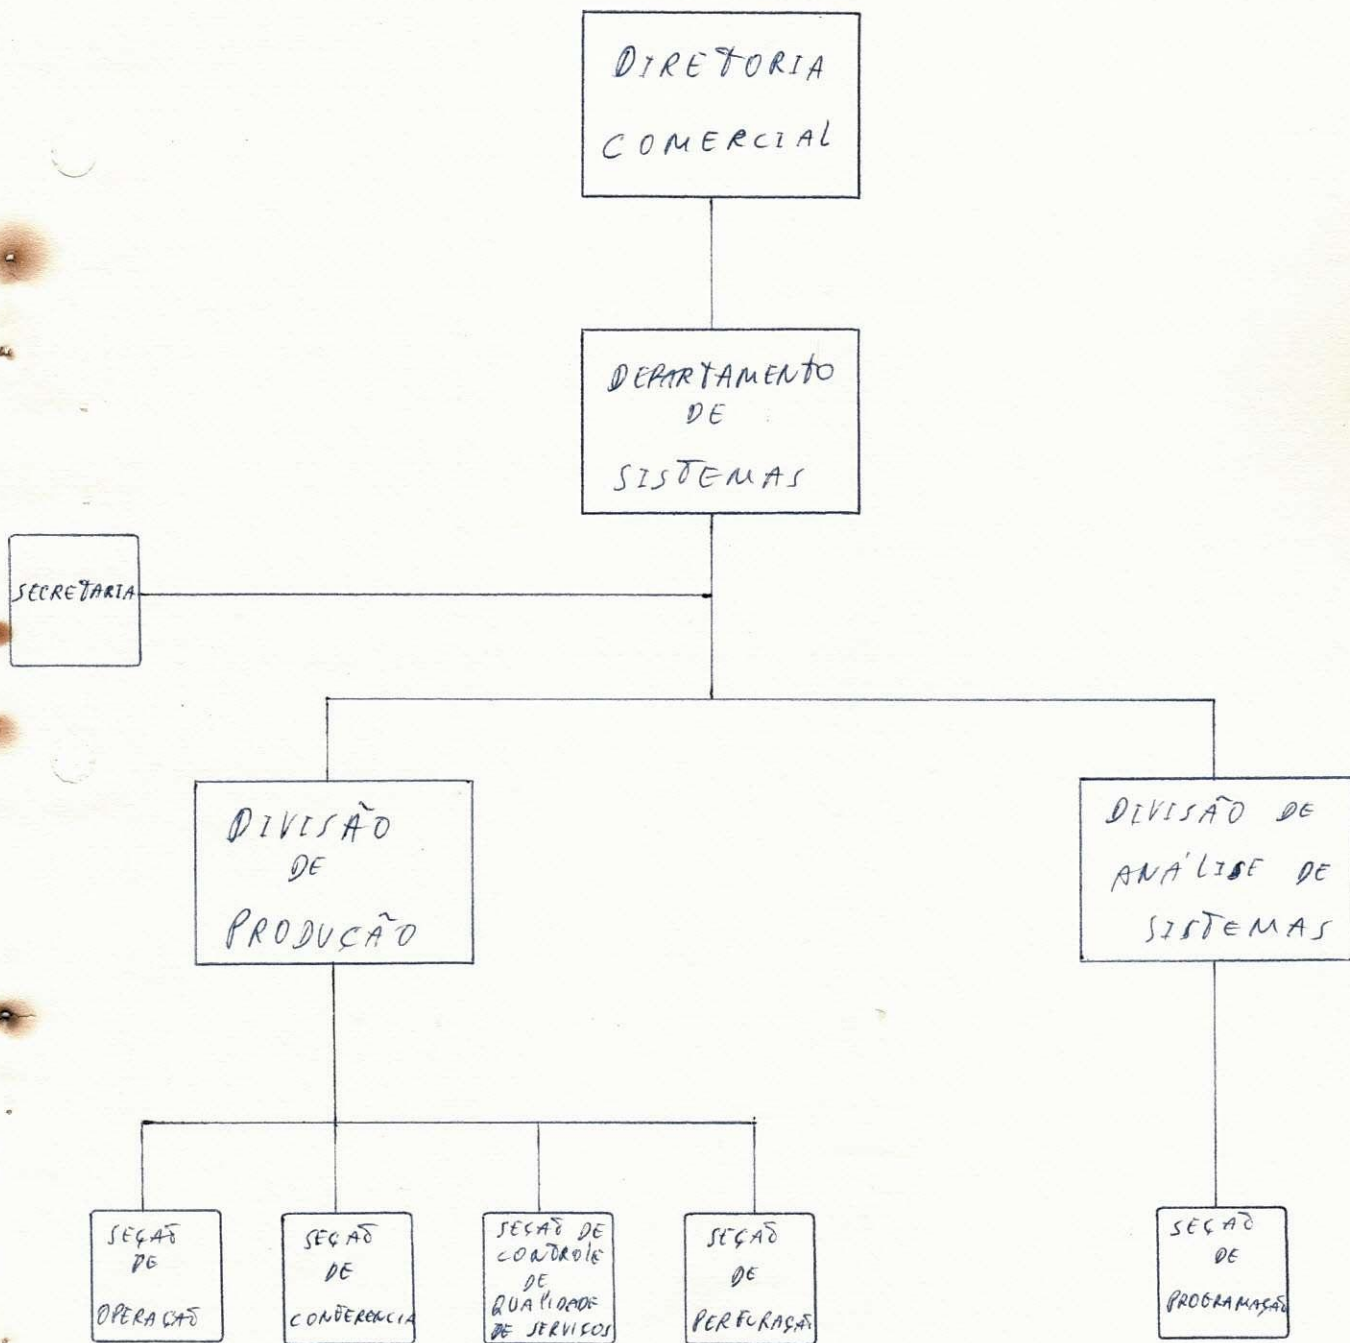 DIRETORIA
COMERCIAL
DEPARTAMENTO
DE
SISTEMAS
SECRETARIA
DIVISÃO
DE
PRODUÇÃO
DIVISÃO DE
ANÁLISE DE
SISTEMAS
SEÇÃO
DE
OPERAÇÃO
SEÇÃO
DE
CONFERENCIA
SEÇÃO DE
CONTROLE
DE
QUALIDADE
DE SERVIÇOS
SEÇÃO
DE
PERFURAÇÃO
SEÇÃO
DE
PROGRAMAÇÃO